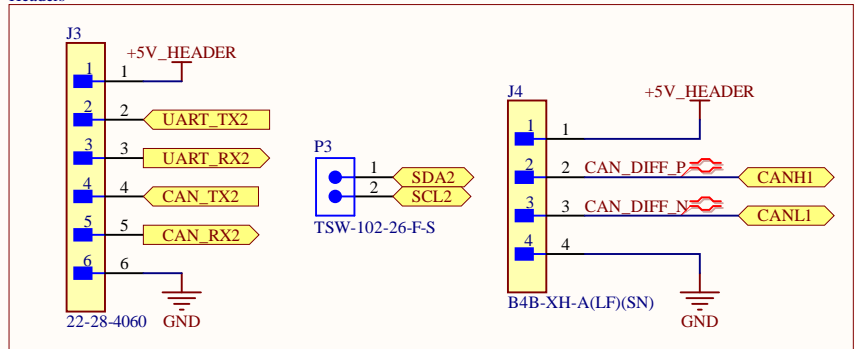 J3
+5V_HEADER
1 1
2 2 UART_TX2
3 3 UART_RX2
4 4 CAN_TX2
5 5 CAN_RX2
6 6
GND
22-28-4060
P3
1 SDA2
2 SCL2
TSW-102-26-F-S
J4
+5V_HEADER
1 1
2 2 CAN_DIFF_P CANH1
3 3 CAN_DIFF_N CANL1
4 4
B4B-XH-A(LF)(SN)
GND